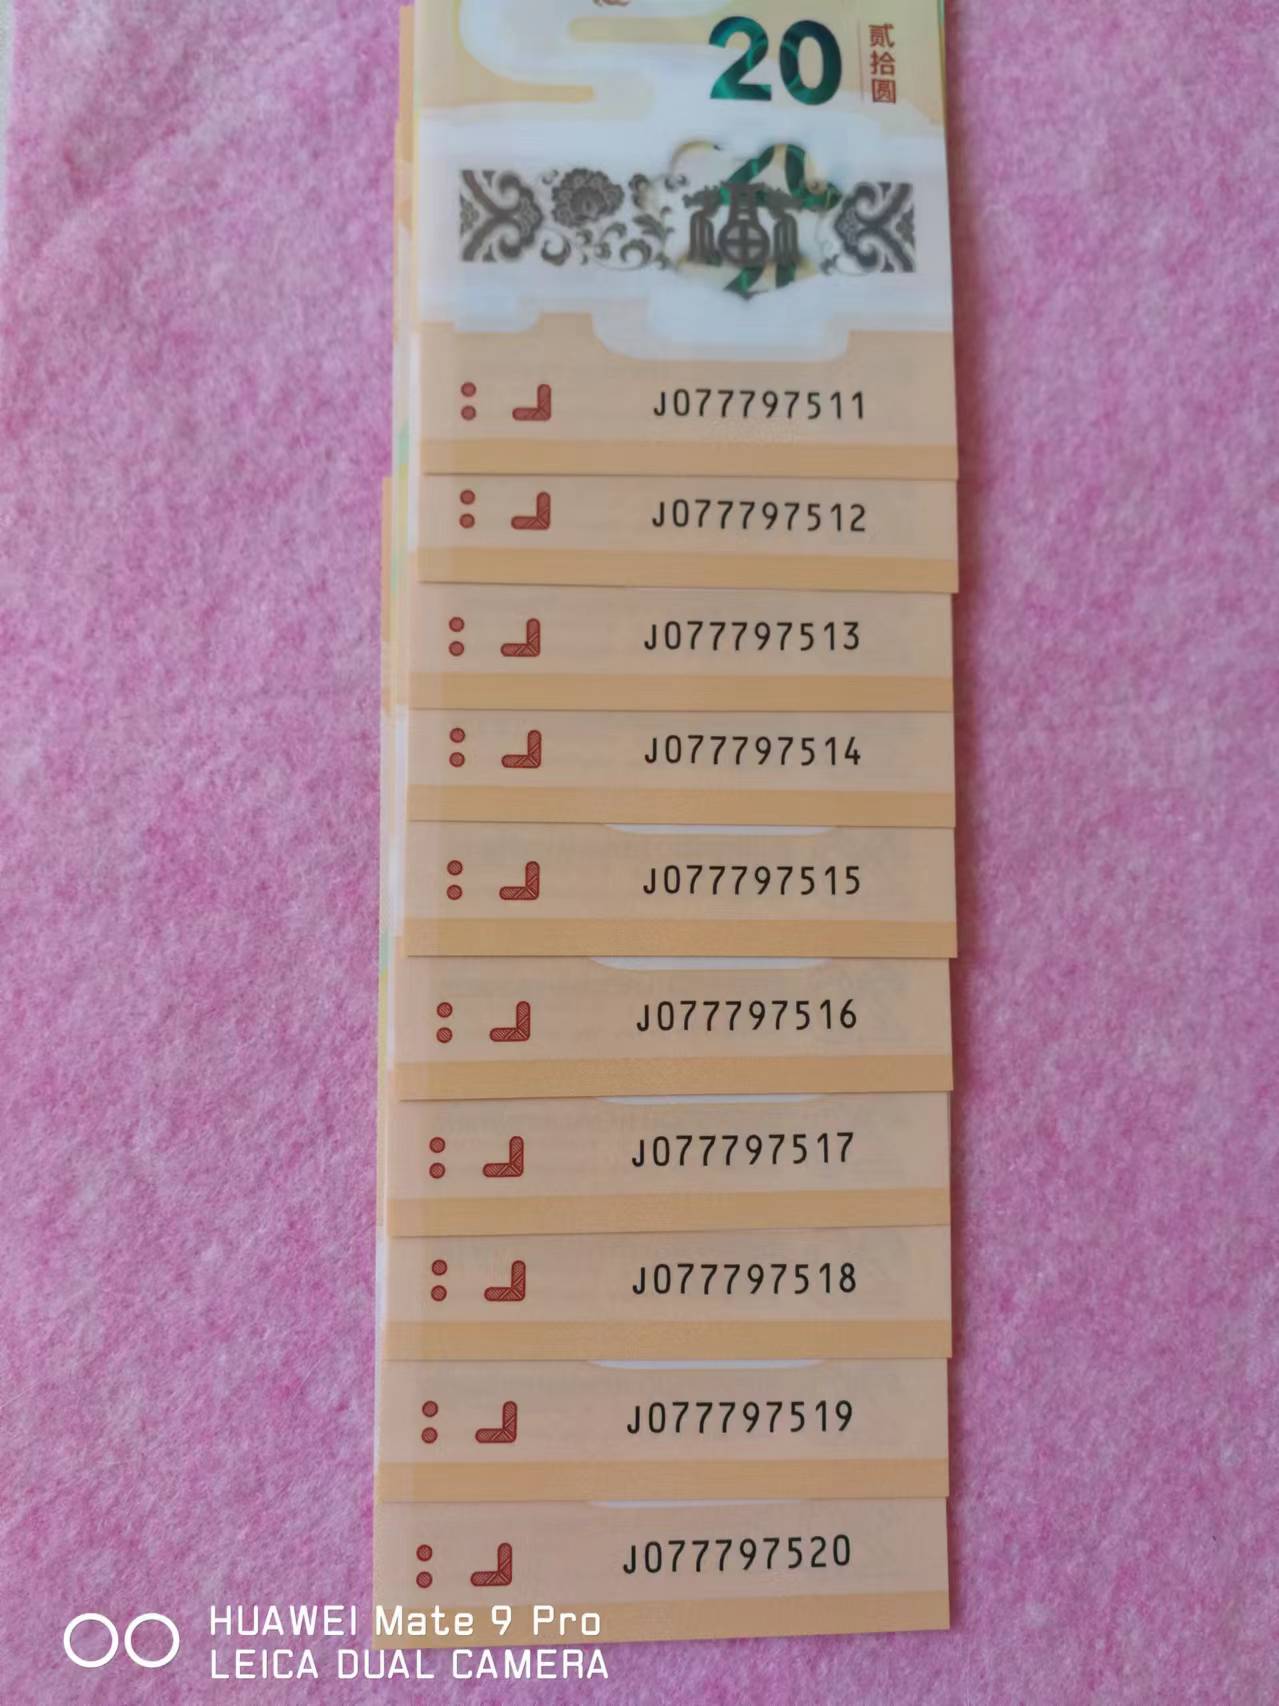 20
贰拾圆
J077797511
J077797512
J077797513
J077797514
J077797515
J077797516
J077797517
J077797518
J077797519
J077797520
HUAWEI Mate 9 Pro
LEICA DUAL CAMERA